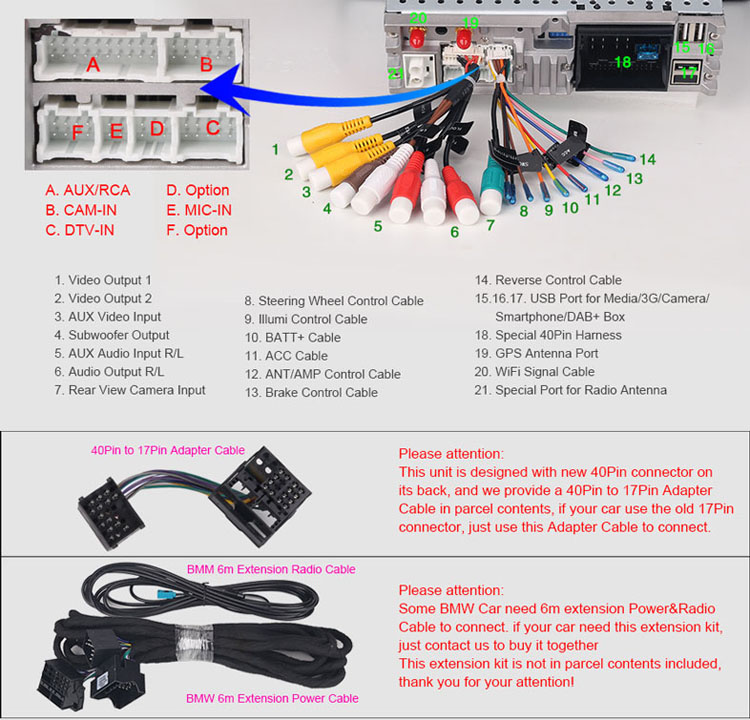 A
B
F
E
D
C
20
19
21
15
16
18
17
1
2
3
4
5
6
7
8
9
10
11
12
13
14
ACC
A. AUX/RCA
D. Option
B. CAM-IN
E. MIC-IN
C. DTV-IN
F. Option
1. Video Output 1
2. Video Output 2
3. AUX Video Input
4. Subwoofer Output
5. AUX Audio Input R/L
6. Audio Output R/L
7. Rear View Camera Input
8. Steering Wheel Control Cable
9. Illumi Control Cable
10. BATT+ Cable
11. ACC Cable
12. ANT/AMP Control Cable
13. Brake Control Cable
14. Reverse Control Cable
15.16.17. USB Port for Media/3G/Camera/
Smartphone/DAB+ Box
18. Special 40Pin Harness
19. GPS Antenna Port
20. WiFi Signal Cable
21. Special Port for Radio Antenna
40Pin to 17Pin Adapter Cable
Please attention:
This unit is designed with new 40Pin connector on
its back, and we provide a 40Pin to 17Pin Adapter
Cable in parcel contents, if your car use the old 17Pin
connector, just use this Adapter Cable to connect.
BMM 6m Extension Radio Cable
BMW 6m Extension Power Cable
Please attention:
Some BMW Car need 6m extension Power&Radio
Cable to connect. if your car need this extension kit,
just contact us to buy it together
This extension kit is not in parcel contents included,
thank you for your attention!